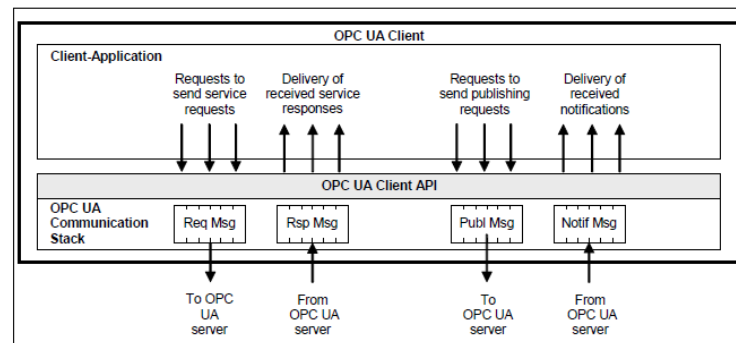 OPC UA Client
Client-Application
Requests to
send service
requests
Delivery of
received service
responses
Requests to
send publishing
requests
Delivery of
received
notifications
OPC UA Client API
OPC UA
Communication
Stack
Req Msg
Rsp Msg
Publ Msg
Notif Msg
To OPC
UA
server
From
OPC UA
server
To
OPC UA
server
From
OPC UA
server